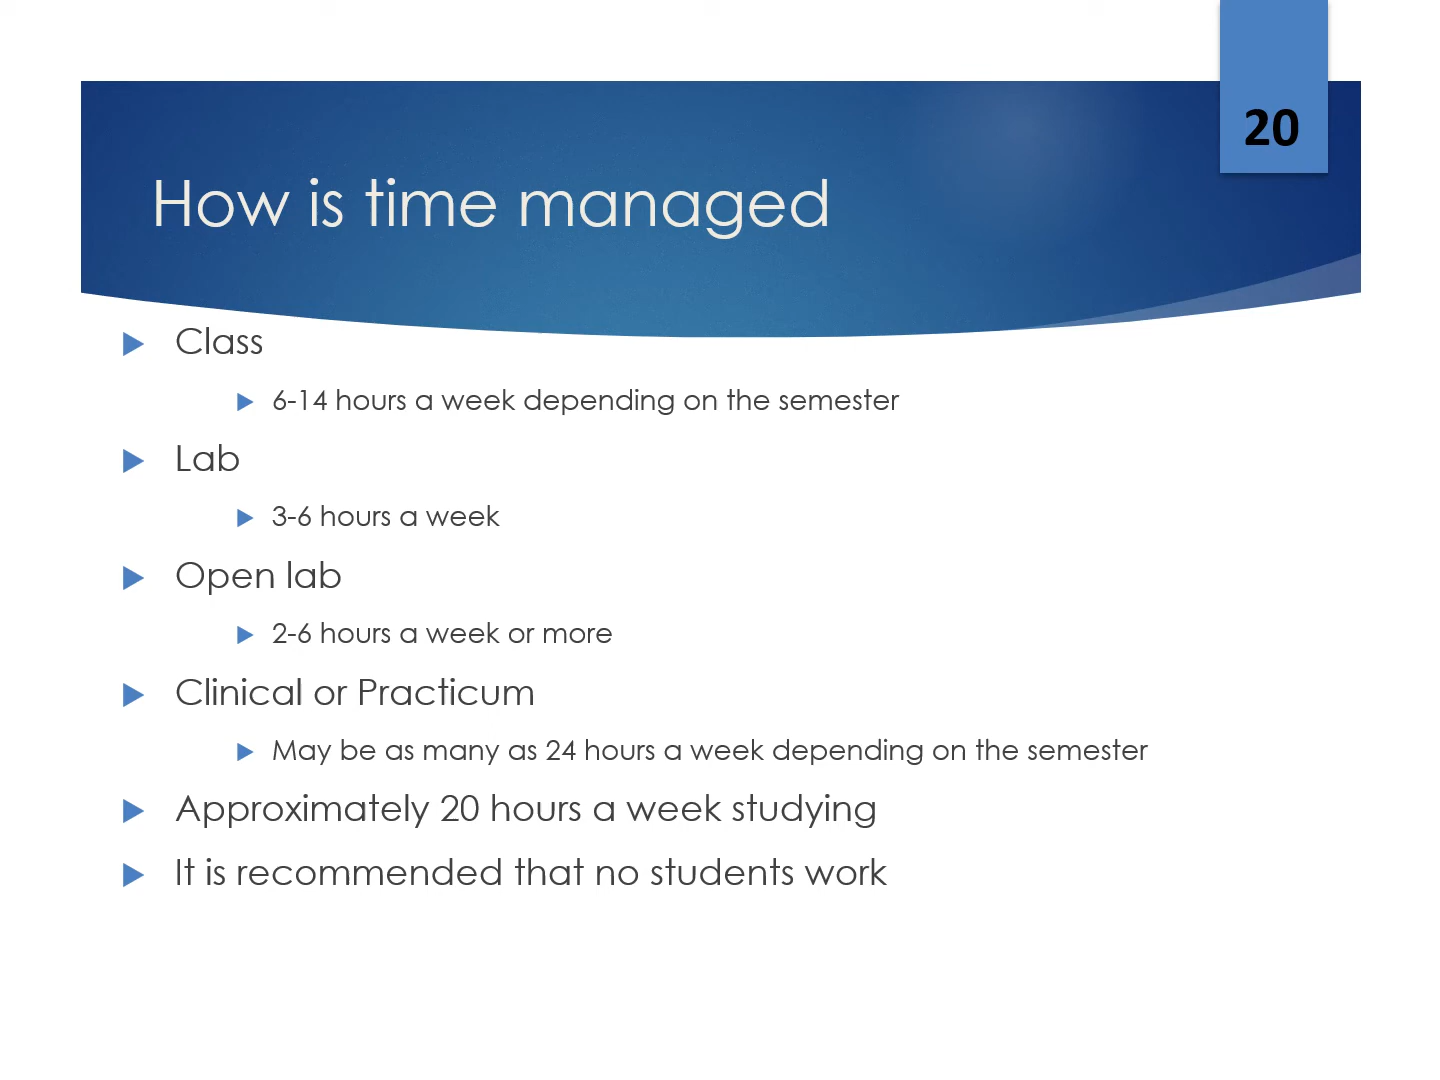 20
How is time managed
Class
6-14 hours a week depending on the semester
Lab
3-6 hours a week
Open lab
2-6 hours a week or more
Clinical or Practicum
May be as many as 24 hours a week depending on the semester
Approximately 20 hours a week studying
It is recommended that no students work